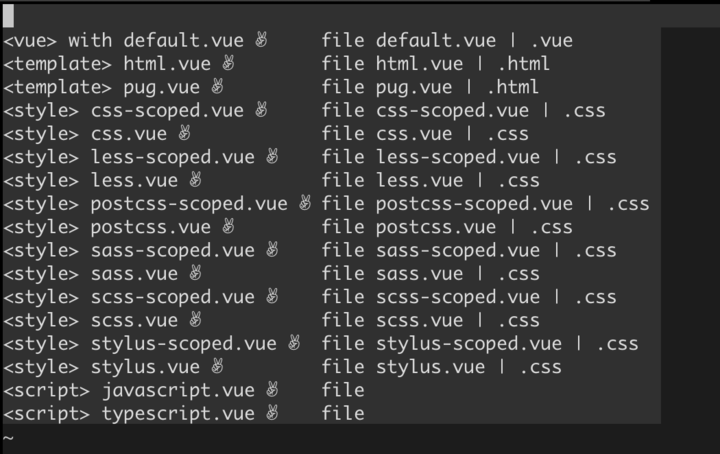 <vue> with default.vue ✌ file default.vue | .vue
<template> html.vue ✌ file html.vue | .html
<template> pug.vue ✌ file pug.vue | .html
<style> css-scoped.vue ✌ file css-scoped.vue | .css
<style> css.vue ✌ file css.vue | .css
<style> less-scoped.vue ✌ file less-scoped.vue | .css
<style> less.vue ✌ file less.vue | .css
<style> postcss-scoped.vue ✌ file postcss-scoped.vue | .css
<style> postcss.vue ✌ file postcss.vue | .css
<style> sass-scoped.vue ✌ file sass-scoped.vue | .css
<style> sass.vue ✌ file sass.vue | .css
<style> scss-scoped.vue ✌ file scss-scoped.vue | .css
<style> scss.vue ✌ file scss.vue | .css
<style> stylus-scoped.vue ✌ file stylus-scoped.vue | .css
<style> stylus.vue ✌ file stylus.vue | .css
<script> javascript.vue ✌ file
<script> typescript.vue ✌ file
~